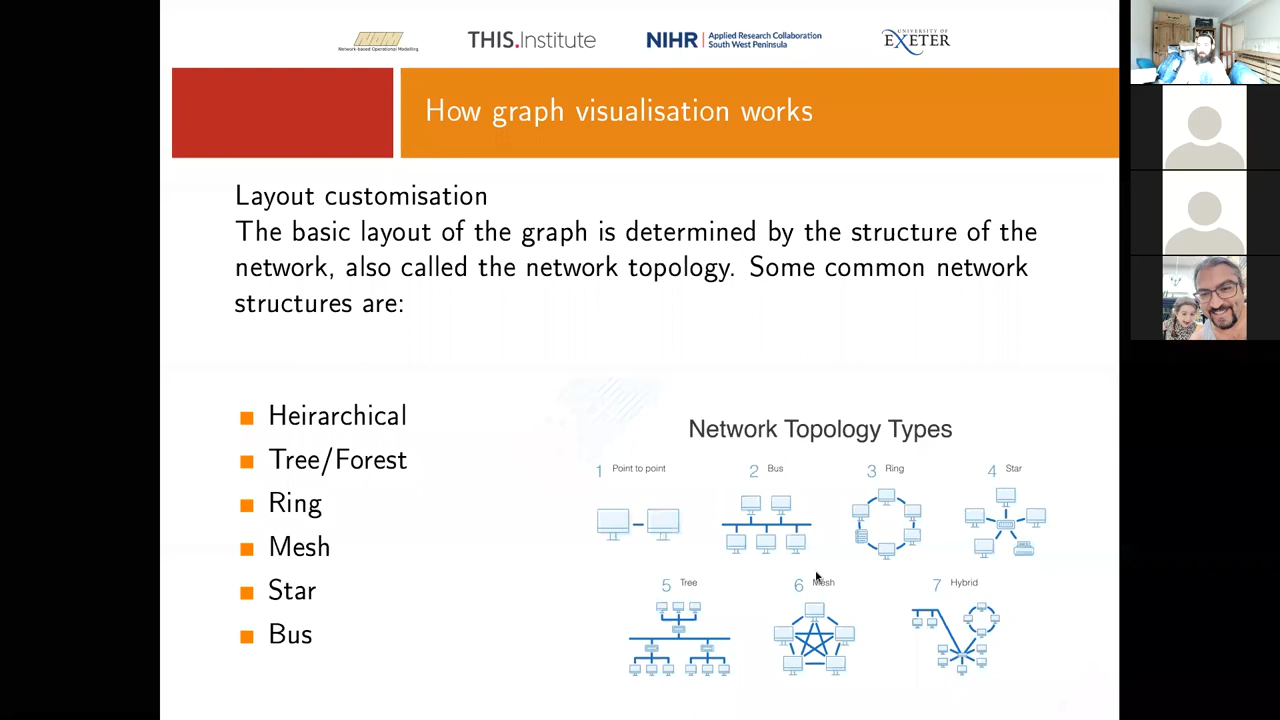 NOM
Network-based Operational Modelling
THIS.Institute
NIHR | Applied Research Collaboration
South West Peninsula
UNIVERSITY OF
EXETER
How graph visualisation works
Layout customisation
The basic layout of the graph is determined by the structure of the
network, also called the network topology. Some common network
structures are:
Heirarchical
Tree/Forest
Ring
Mesh
Star
Bus
Network Topology Types
1 Point to point
2 Bus
3 Ring
4 Star
5 Tree
6 Mesh
7 Hybrid